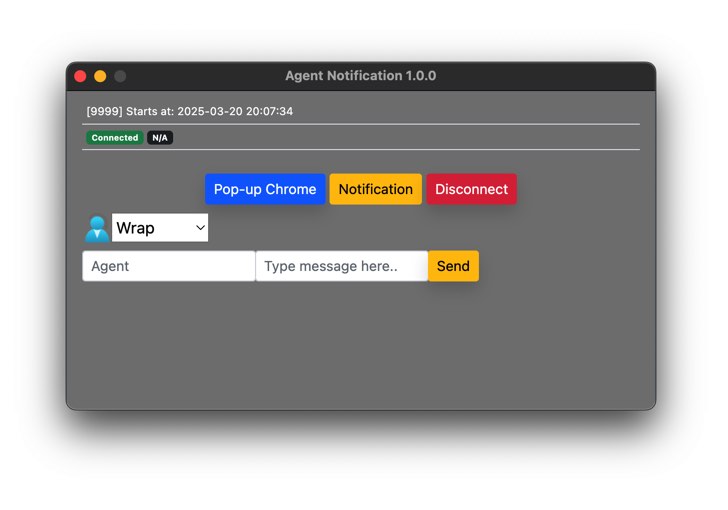 Agent Notification 1.0.0
[9999] Starts at: 2025-03-20 20:07:34
Connected N/A
Pop-up Chrome Notification Disconnect
Wrap
Agent Type message here.. Send